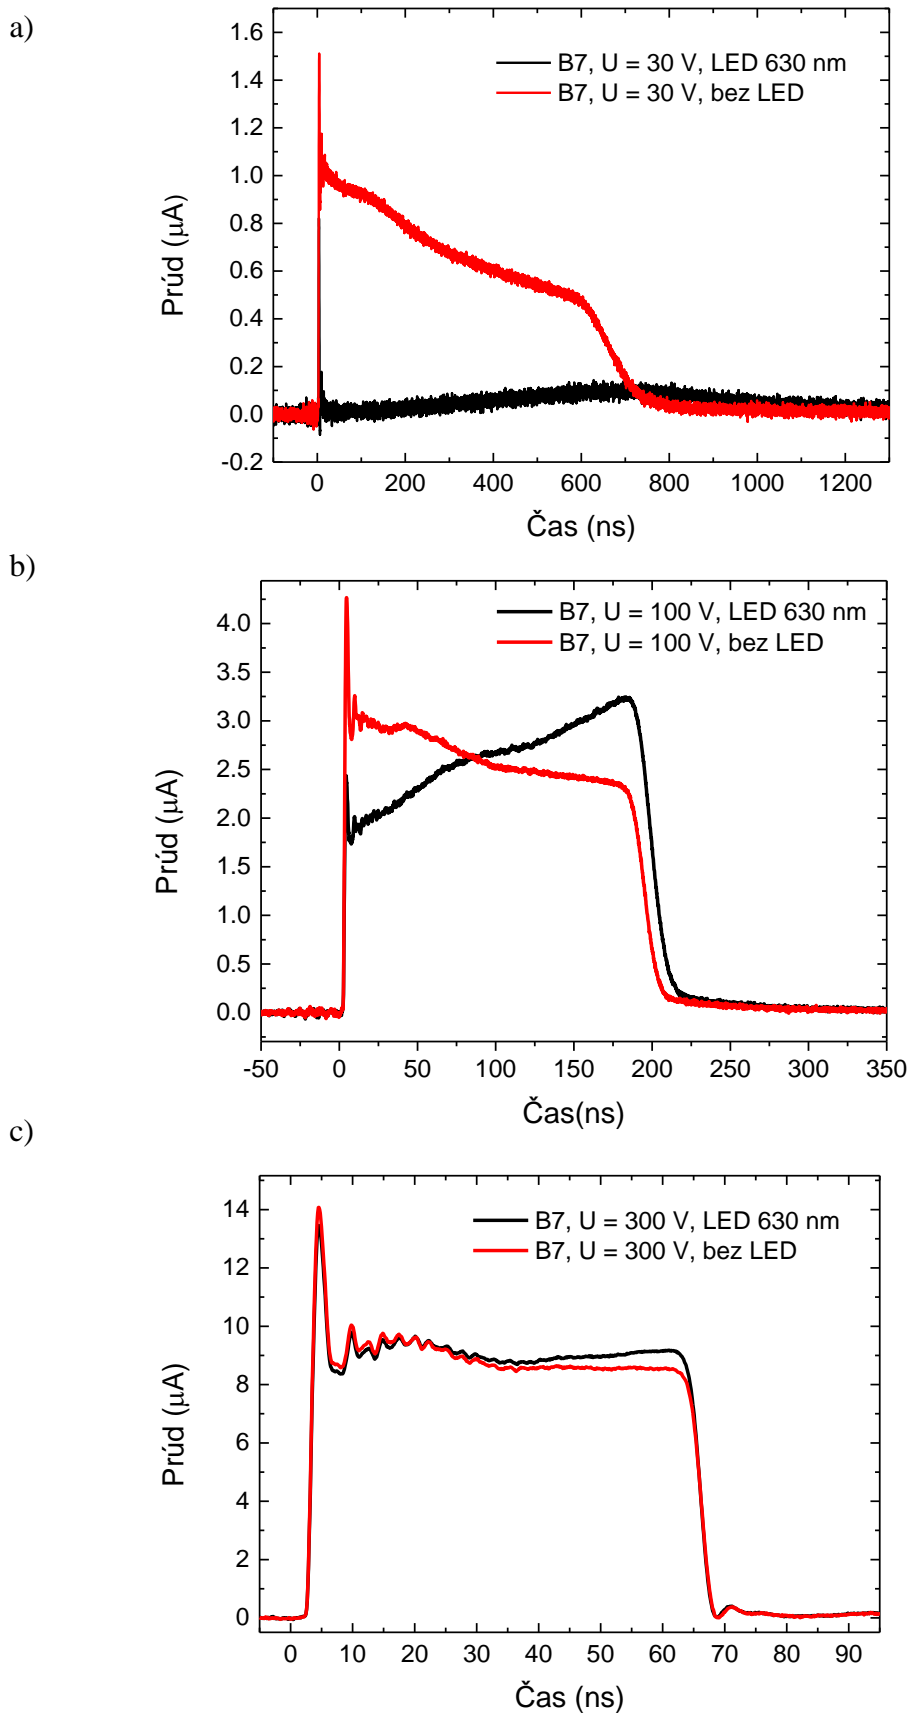 a)
B7, U = 30 V, LED 630 nm
B7, U = 30 V, bez LED
1.6
1.4
1.2
1.0
0.8
0.6
0.4
0.2
0.0
-0.2
Prúd (μA)
0 200 400 600 800 1000 1200
Čas (ns)
b)
B7, U = 100 V, LED 630 nm
B7, U = 100 V, bez LED
4.0
3.5
3.0
2.5
2.0
1.5
1.0
0.5
0.0
Prúd (μA)
-50 0 50 100 150 200 250 300 350
Čas(ns)
c)
B7, U = 300 V, LED 630 nm
B7, U = 300 V, bez LED
14
12
10
8
6
4
2
0
Prúd (μA)
0 10 20 30 40 50 60 70 80 90
Čas (ns)